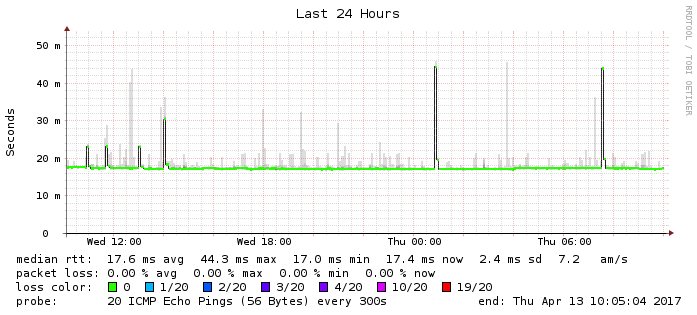 Last 24 Hours
RRDTOOL / TOBI OETIKER
Seconds
50 m
40 m
30 m
20 m
10 m
0
Wed 12:00 Wed 18:00 Thu 00:00 Thu 06:00
median rtt: 17.6 ms avg 44.3 ms max 17.0 ms min 17.4 ms now 2.4 ms sd 7.2 am/s
packet loss: 0.00 % avg 0.00 % max 0.00 % min 0.00 % now
loss color: 0 1/20 2/20 3/20 4/20 10/20 19/20
probe: 20 ICMP Echo Pings (56 Bytes) every 300s end: Thu Apr 13 10:05:04 2017